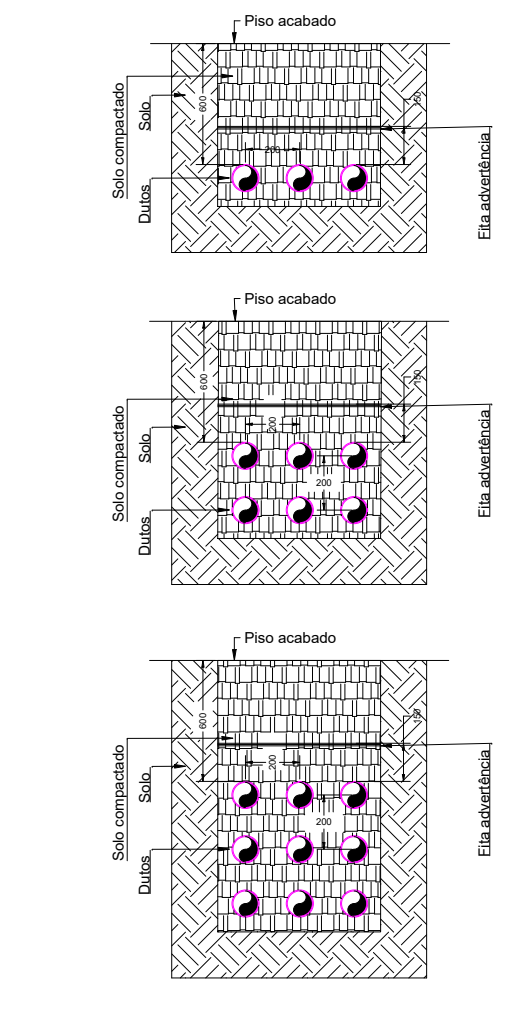 Piso acabado
Solo compactado
Solo
Dutos
600
150
200
Fita advertência
Piso acabado
Solo compactado
Solo
Dutos
600
150
200
200
Fita advertência
Piso acabado
Solo compactado
Solo
Dutos
600
150
200
200
Fita advertência